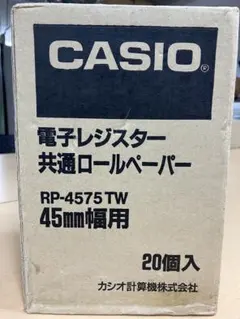 CASIO®
電子レジスター
共通ロールペーパー
RP-4575TW
45mm幅用
20個入
カシオ計算機株式会社